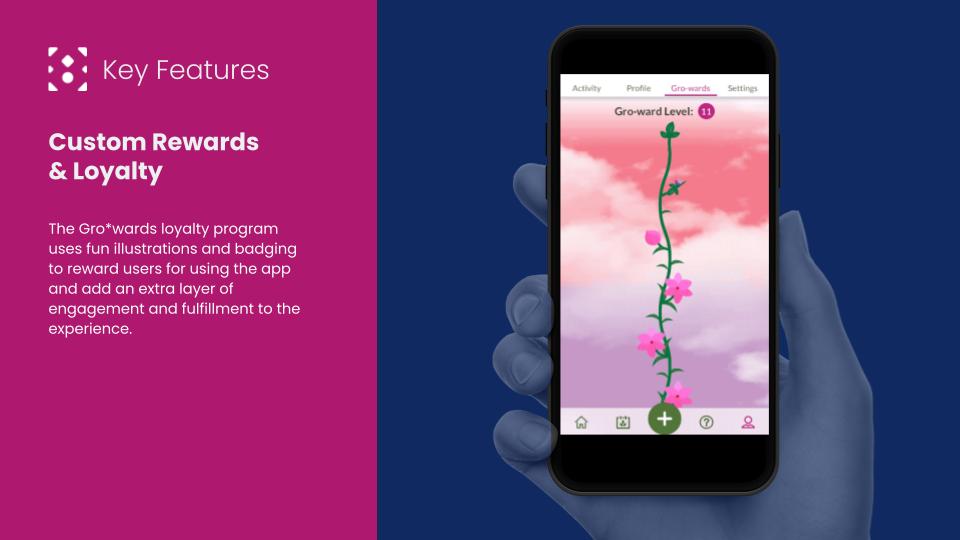 Key Features
Custom Rewards
& Loyalty
The Gro*wards loyalty program
uses fun illustrations and badging
to reward users for using the app
and add an extra layer of
engagement and fulfillment to the
experience.
Activity Profile Gro-wards Settings
Gro-ward Level: 11